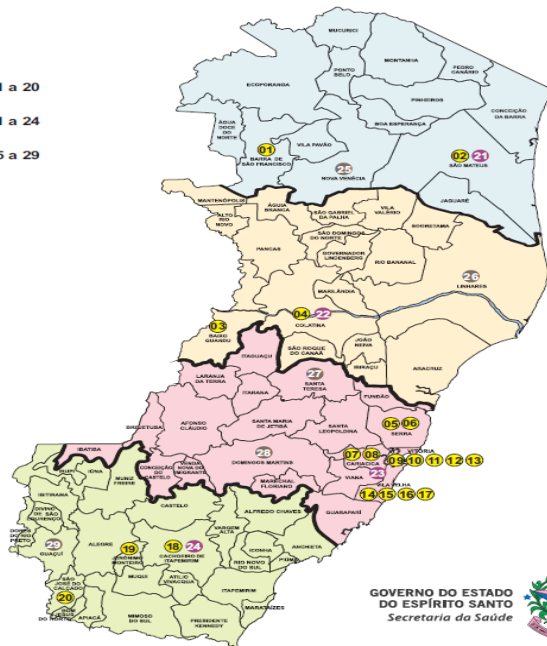 1 a 20
1 a 24
5 a 29
MUCURICI
MONTANHA
PEDRO
CANÁRIO
PONTO
BELO
ECOPORANGA
PINHEIROS
CONCEIÇÃO
DA BARRA
ÁGUA
DOCE DO
NORTE
BOA ESPERANÇA
VILA PAVÃO
01
BARRA DE
SÃO FRANCISCO
02 21
SÃO MATEUS
25
NOVA VENÉCIA
JAGUARÉ
MANTENÓPOLIS
ÁGUIA
BRANCA
VILA
VALÉRIO
ALTO
RIO
NOVO
SÃO GABRIEL
DA PALHA
SOORETAMA
SÃO DOMINGOS
DO NORTE
PANCAS
GOVERNADOR
LINDENBERG
RIO BANANAL
26
LINHARES
MARILÂNDIA
04 22
COLATINA
03
BAIXO
GUANDU
JOÃO
NEIVA
SÃO ROQUE
DO CANAÃ
ITAGUAÇU
IBIRAÇU
ARACRUZ
27
SANTA
TERESA
LARANJA
DA TERRA
ITARANA
FUNDÃO
BREJETUBA
AFONSO
CLÁUDIO
SANTA MARIA
DE JETIBÁ
SANTA
LEOPOLDINA
05 06
SERRA
IBATIBA
28
DOMINGOS MARTINS
07 08
CARIACICA
VITÓRIA
09 10 11 12 13
CONCEIÇÃO
DO
CASTELO
VENDA
NOVA DO
IMIGRANTE
23
VIANA
VILA VELHA
14 15 16 17
MARECHAL
FLORIANO
GUARAPARI
IÚNA
MUNIZ
FREIRE
IBITIRAMA
CASTELO
ALFREDO CHAVES
DIVINO DE
SÃO
LOURENÇO
VARGEM
ALTA
DORES
DO RIO
PRETO
29
GUAÇUÍ
ALEGRE
19
JERÔNIMO
MONTEIRO
18 24
CACHOEIRO DE
ITAPEMIRIM
ICONHA
ANCHIETA
PIÚMA
RIO NOVO
DO SUL
SÃO
JOSÉ DO
CALÇADO
MUQUI
ATILIO
VIVACQUA
ITAPEMIRIM
20
BOM
JESUS
DO NORTE
APIACÁ
MIMOSO
DO SUL
MARATAÍZES
PRESIDENTE
KENNEDY
GOVERNO DO ESTADO
DO ESPÍRITO SANTO
Secretaria da Saúde